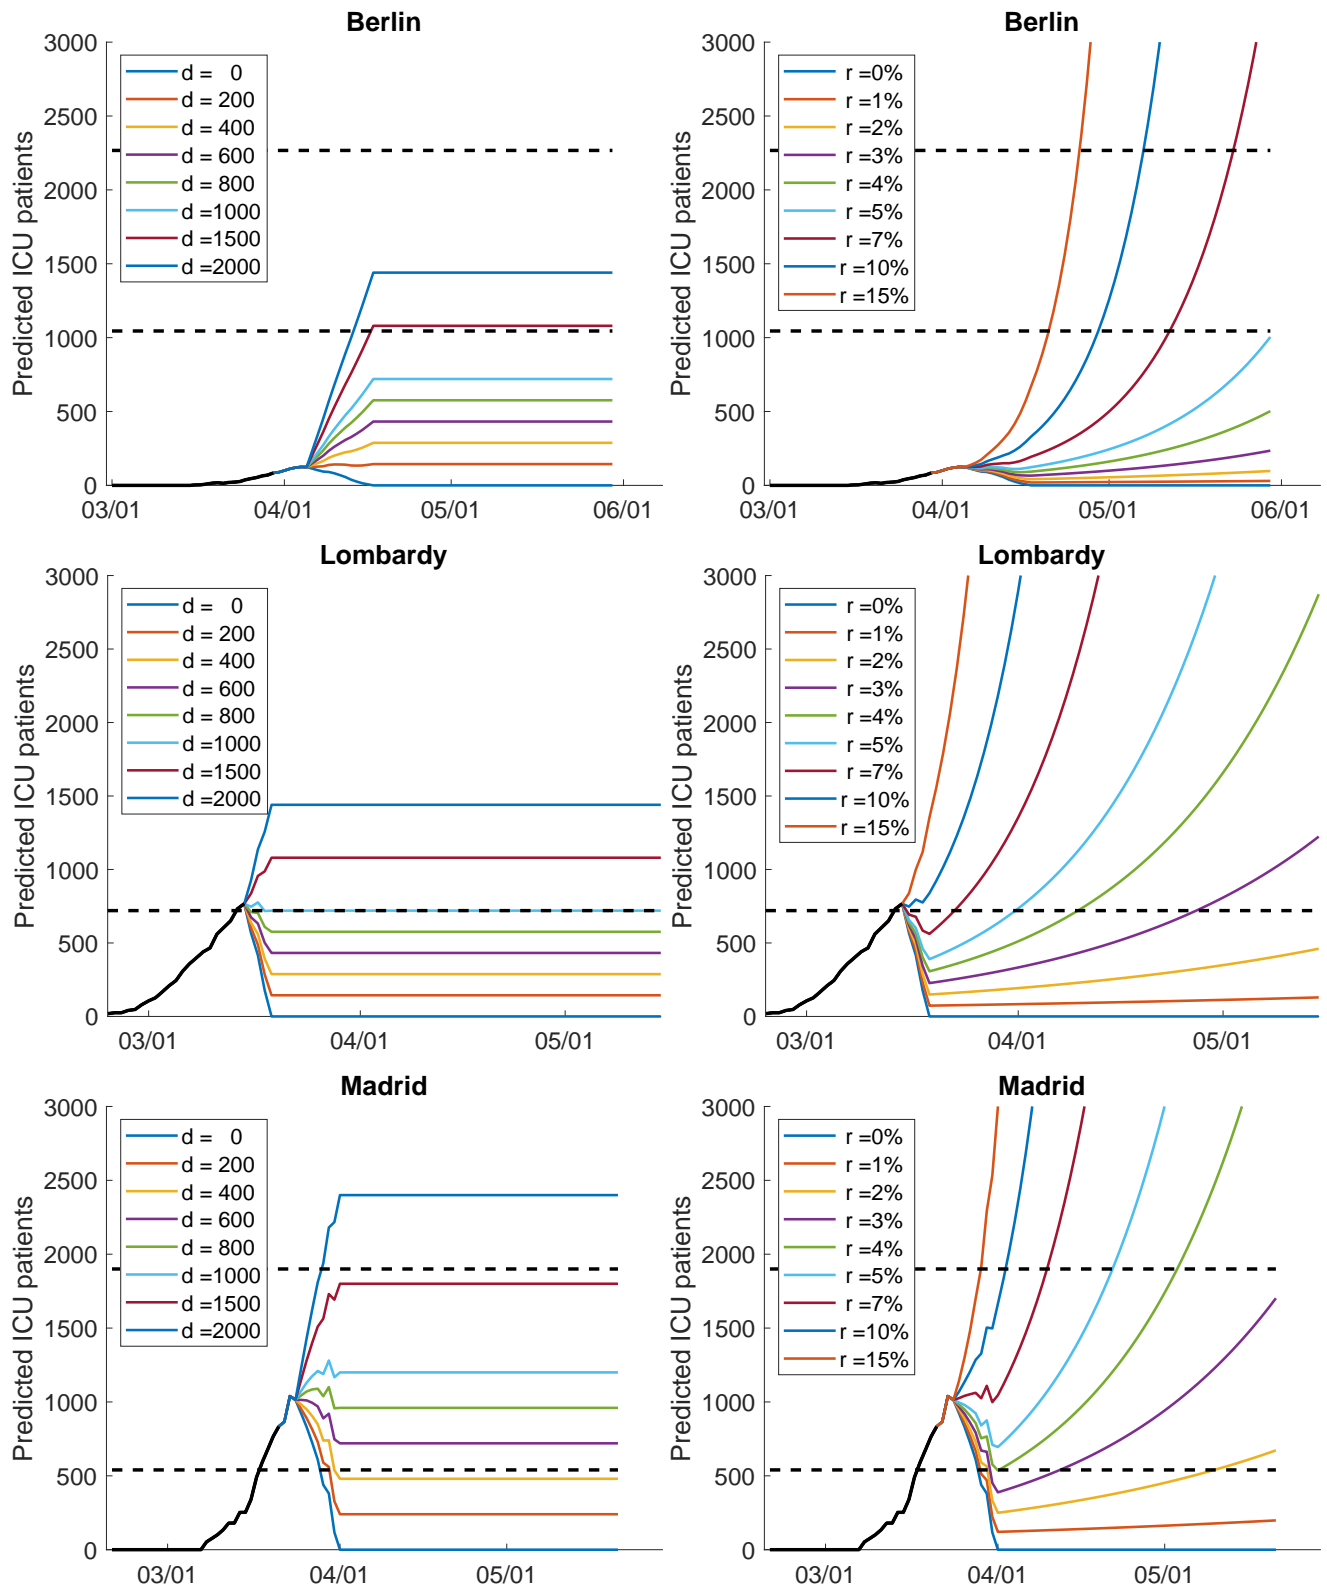 Berlin
3000
2500
2000
1500
1000
500
0
Predicted ICU patients
d = 0
d = 200
d = 400
d = 600
d = 800
d =1000
d =1500
d =2000
03/01 04/01 05/01 06/01
Berlin
3000
2500
2000
1500
1000
500
0
Predicted ICU patients
r =0%
r =1%
r =2%
r =3%
r =4%
r =5%
r =7%
r =10%
r =15%
03/01 04/01 05/01 06/01
Lombardy
3000
2500
2000
1500
1000
500
0
Predicted ICU patients
d = 0
d = 200
d = 400
d = 600
d = 800
d =1000
d =1500
d =2000
03/01 04/01 05/01
Lombardy
3000
2500
2000
1500
1000
500
0
Predicted ICU patients
r =0%
r =1%
r =2%
r =3%
r =4%
r =5%
r =7%
r =10%
r =15%
03/01 04/01 05/01
Madrid
3000
2500
2000
1500
1000
500
0
Predicted ICU patients
d = 0
d = 200
d = 400
d = 600
d = 800
d =1000
d =1500
d =2000
03/01 04/01 05/01
Madrid
3000
2500
2000
1500
1000
500
0
Predicted ICU patients
r =0%
r =1%
r =2%
r =3%
r =4%
r =5%
r =7%
r =10%
r =15%
03/01 04/01 05/01